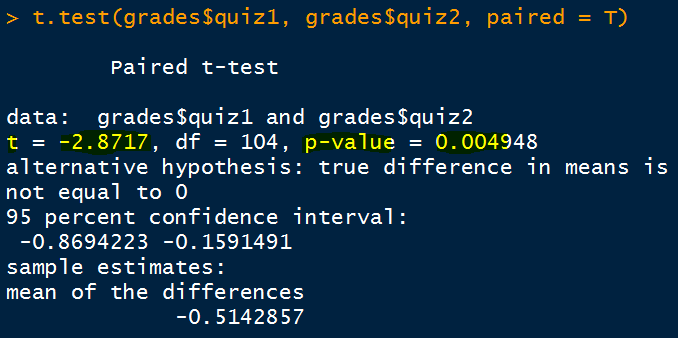 > t.test(grades$quiz1, grades$quiz2, paired = T)
Paired t-test
data:  grades$quiz1 and grades$quiz2
t = -2.8717, df = 104, p-value = 0.004948
alternative hypothesis: true difference in means is
not equal to 0
95 percent confidence interval:
 -0.8694223 -0.1591491
sample estimates:
mean of the differences
-0.5142857